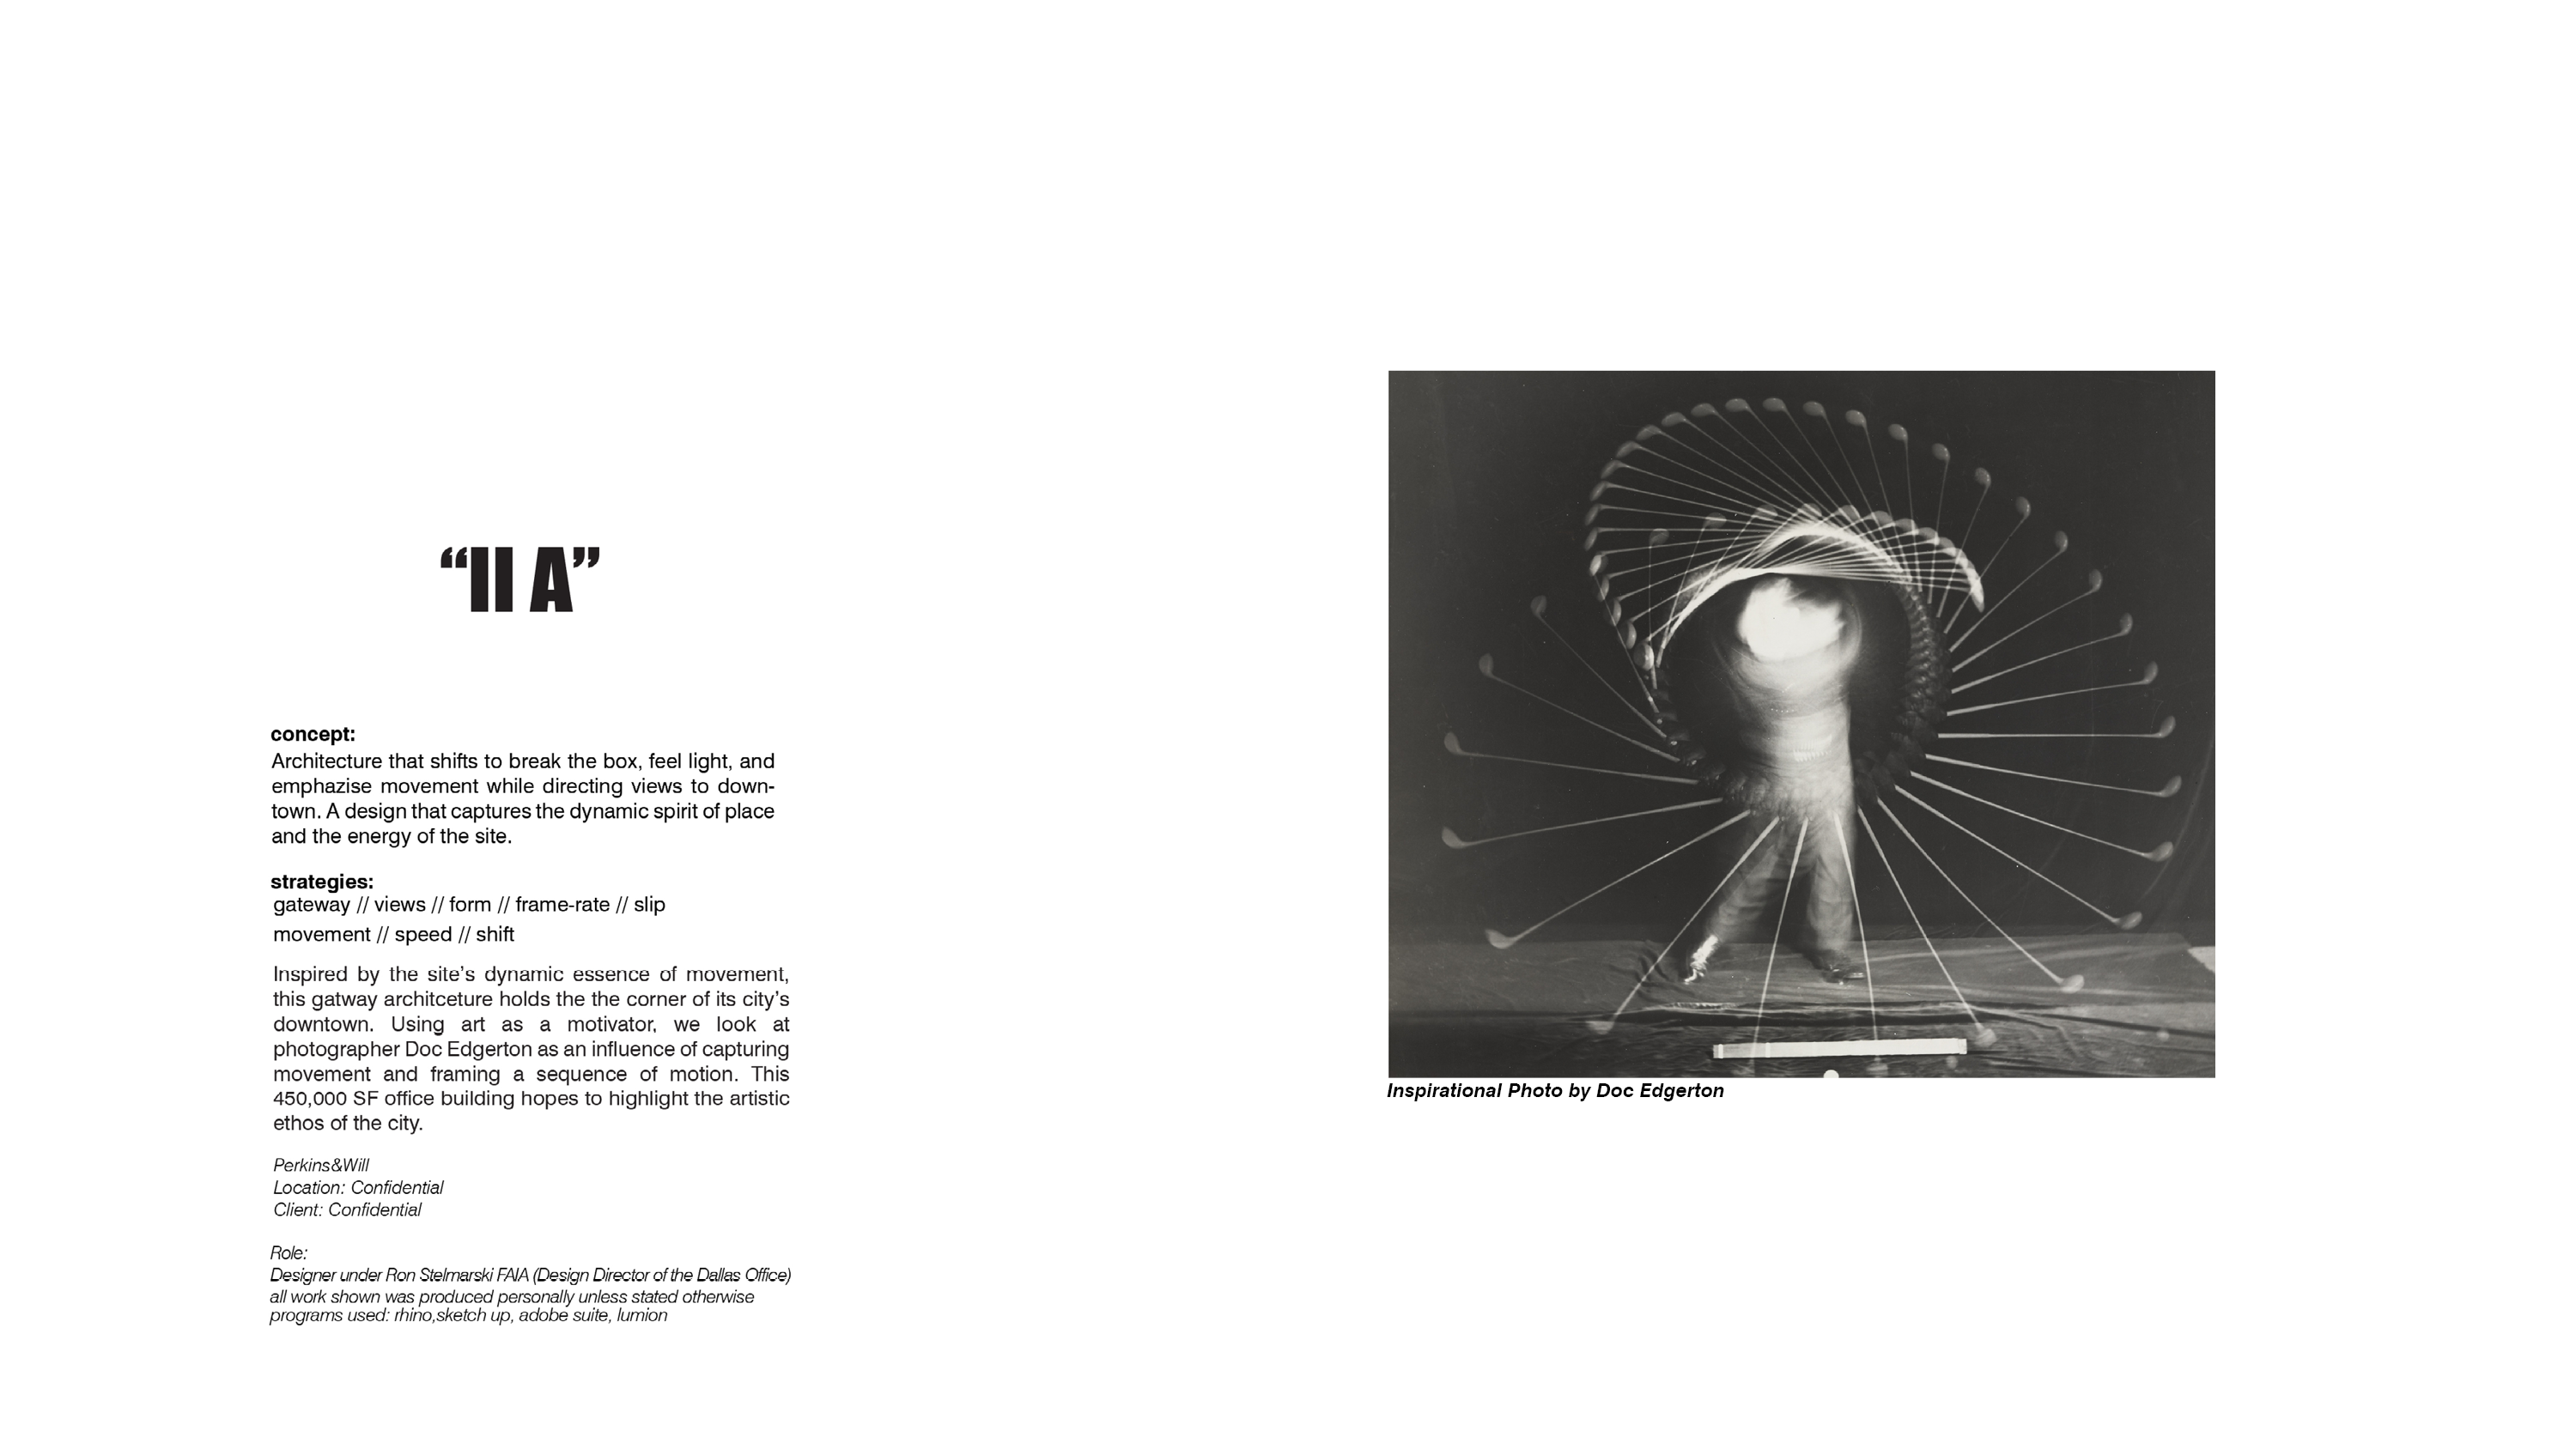 “II A”
concept:
Architecture that shifts to break the box, feel light, and
emphazise movement while directing views to down-
town. A design that captures the dynamic spirit of place
and the energy of the site.
strategies:
gateway // views // form // frame-rate // slip
movement // speed // shift
Inspired by the site’s dynamic essence of movement,
this gatway architceture holds the the corner of its city’s
downtown. Using art as a motivator, we look at
photographer Doc Edgerton as an influence of capturing
movement and framing a sequence of motion. This
450,000 SF office building hopes to highlight the artistic
ethos of the city.
Perkins&Will
Location: Confidential
Client: Confidential
Role:
Designer under Ron Stelmarski FAIA (Design Director of the Dallas Office)
all work shown was produced personally unless stated otherwise
programs used: rhino,sketch up, adobe suite, lumion
Inspirational Photo by Doc Edgerton